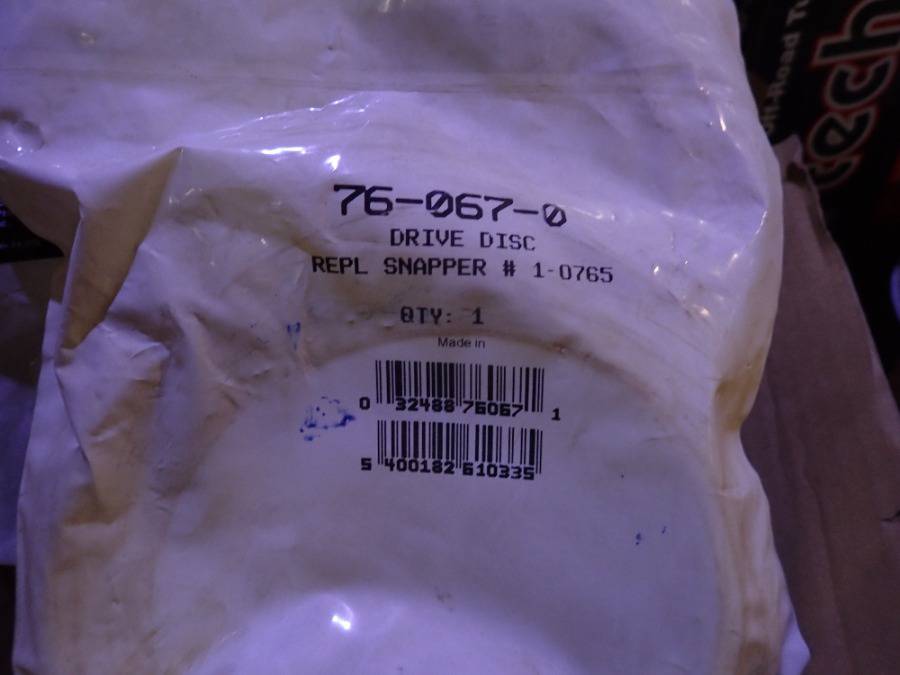 76-067-0
DRIVE DISC
REPL SNAPPER # 1-0765
QTY: 1
Made in
0 32488 76067 1
5 400182 610335
tech